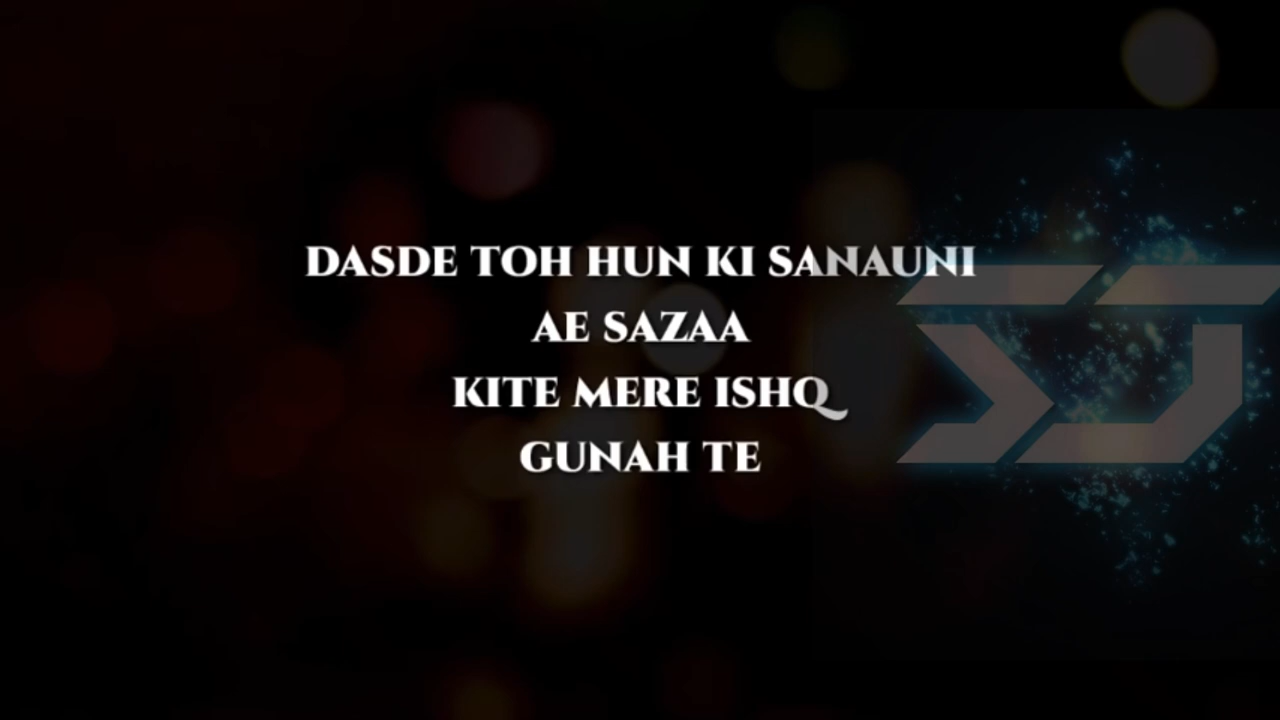 DASDE TOH HUN KI SANAUNI
AE SAZAA
KITE MERE ISHQ
GUNAH TE